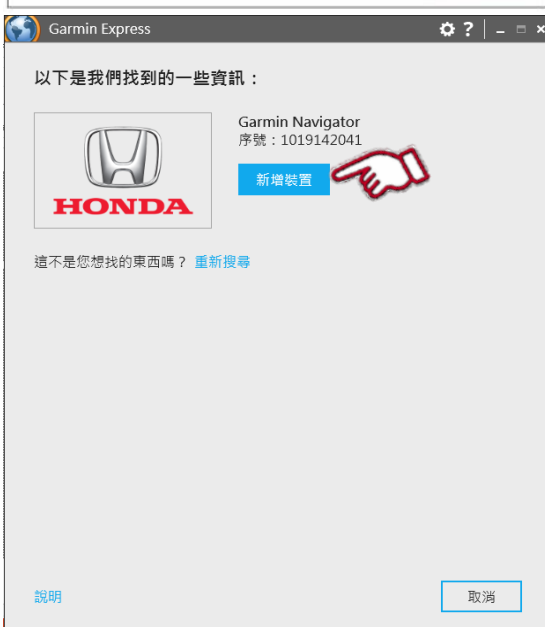 Garmin Express
?
以下是我們找到的一些資訊：
Garmin Navigator
序號：1019142041
新增裝置
HONDA
這不是您想找的東西嗎？ 重新搜尋
說明
取消